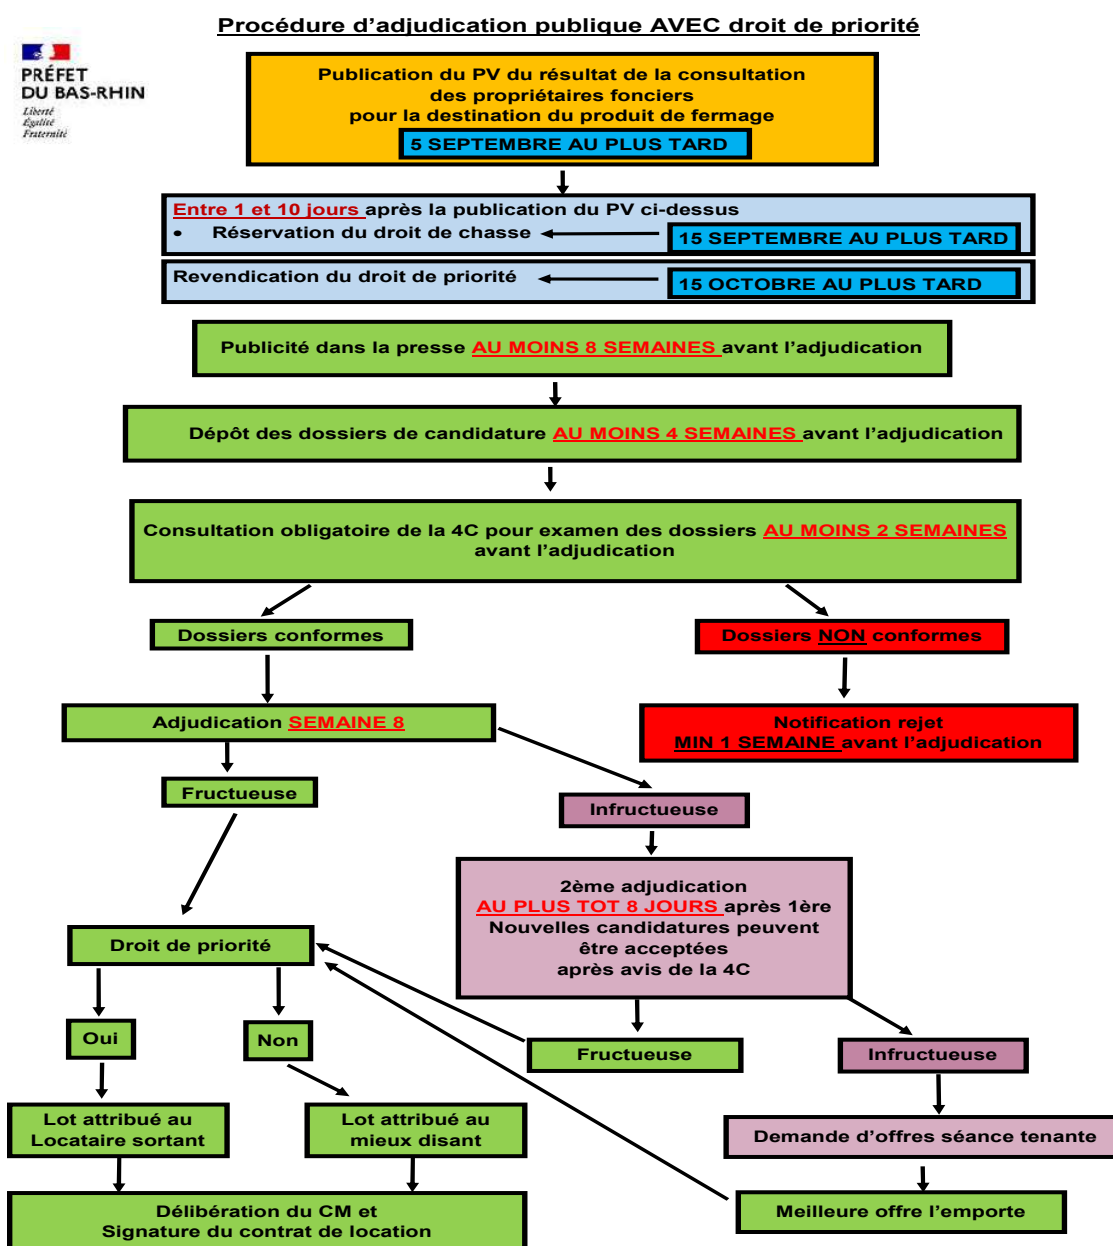 Procédure d'adjudication publique AVEC droit de priorité
PRÉFET
DU BAS-RHIN
Liberté
Égalité
Fraternité
Publication du PV du résultat de la consultation
des propriétaires fonciers
pour la destination du produit de fermage
5 SEPTEMBRE AU PLUS TARD
Entre 1 et 10 jours après la publication du PV ci-dessus
• Réservation du droit de chasse
15 SEPTEMBRE AU PLUS TARD
Revendication du droit de priorité
15 OCTOBRE AU PLUS TARD
Publicité dans la presse AU MOINS 8 SEMAINES avant l'adjudication
Dépôt des dossiers de candidature AU MOINS 4 SEMAINES avant l'adjudication
Consultation obligatoire de la 4C pour examen des dossiers AU MOINS 2 SEMAINES
avant l'adjudication
Dossiers conformes
Dossiers NON conformes
Adjudication SEMAINE 8
Notification rejet
MIN 1 SEMAINE avant l'adjudication
Fructueuse
Infructueuse
2ème adjudication
AU PLUS TOT 8 JOURS après 1ère
Nouvelles candidatures peuvent
être acceptées
après avis de la 4C
Droit de priorité
Oui
Non
Fructueuse
Infructueuse
Lot attribué au
Locataire sortant
Lot attribué au
mieux disant
Demande d'offres séance tenante
Délibération du CM et
Signature du contrat de location
Meilleure offre l'emporte